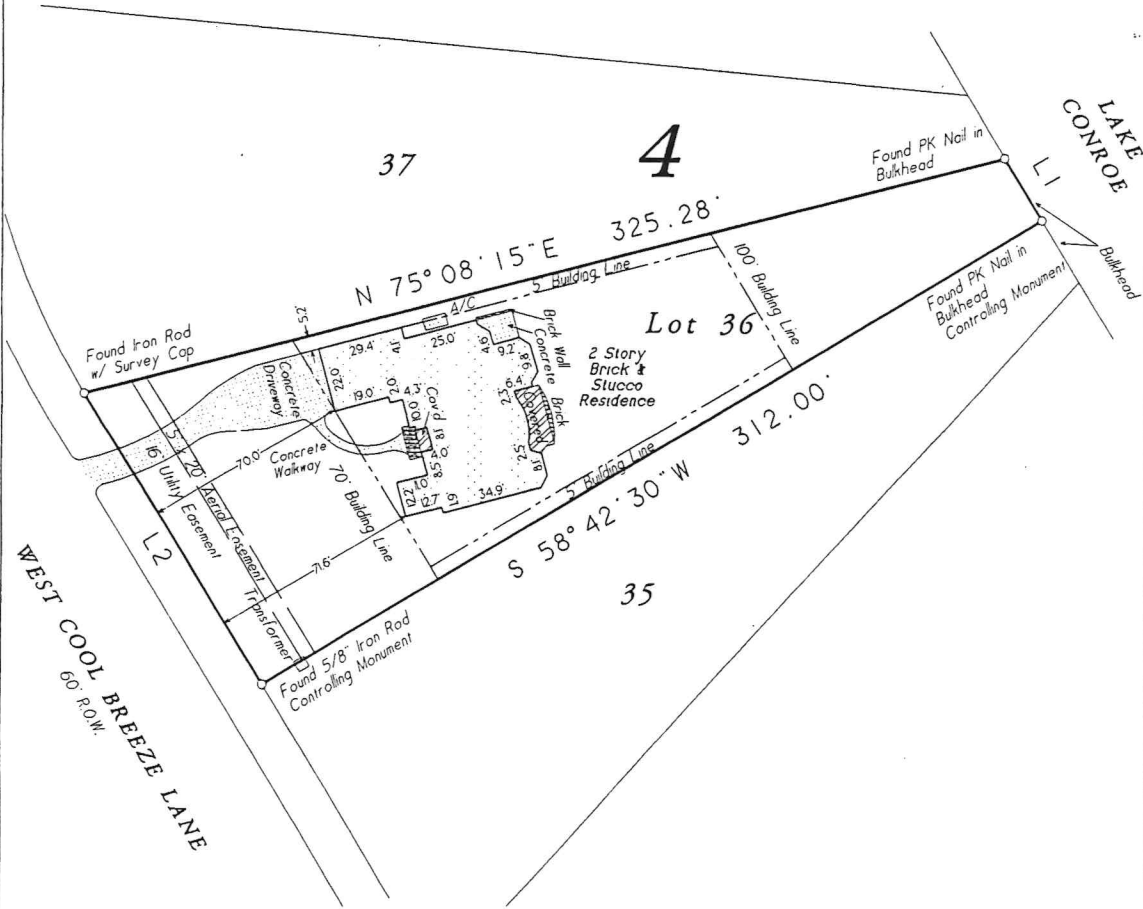 LAKE
CONROE
37
4
Found PK Nail in
Bulkhead
L1
Bulkhead
N 75° 08' 15" E 325.28'
5' Building Line
100' Building Line
A/C
5.2'
Found Iron Rod
w/ Survey Cap
Lot 36
Found PK Nail in
Bulkhead
Controlling Monument
Brick Wall
Concrete
29.4'
4.1'
25.0'
4.6'
9.2'
9.8'
2 Story
Brick &
Stucco
Residence
Concrete
Driveway
22.0'
19.0'
2.0'
4.3'
10.0'
Cov'd
8.1'
4.0'
8.5'
6.4'
2.3'
Covered
Brick
2.5'
8.1'
312.00'
S 58° 42' 30" W
5' Building Line
70.0'
Concrete
Walkway
70' Building Line
12.2'
1.0'
12.7'
1.9'
34.9'
16' Utility
Easement
5' x 20' Aerial Easement
L2
71.6'
Transformer
35
Found 5/8" Iron Rod
Controlling Monument
WEST COOL BREEZE LANE
60' R.O.W.